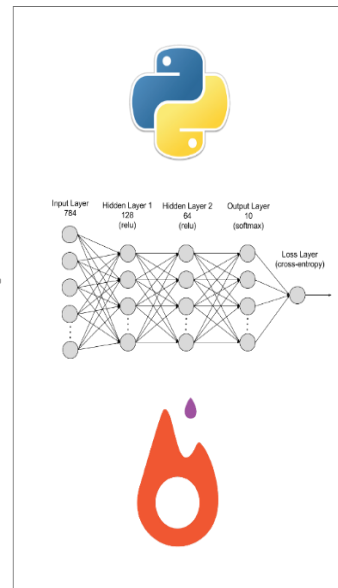 Input Layer
784
Hidden Layer 1
128
(relu)
Hidden Layer 2
64
(relu)
Output Layer
10
(softmax)
Loss Layer
(cross-entropy)